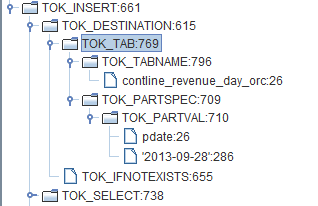 TOK_INSERT:661
TOK_DESTINATION:615
TOK_TAB:769
TOK_TABNAME:796
contline_revenue_day_orc:26
TOK_PARTSPEC:709
TOK_PARTVAL:710
pdate:26
'2013-09-28':286
TOK_IFNOTEXISTS:655
TOK_SELECT:738